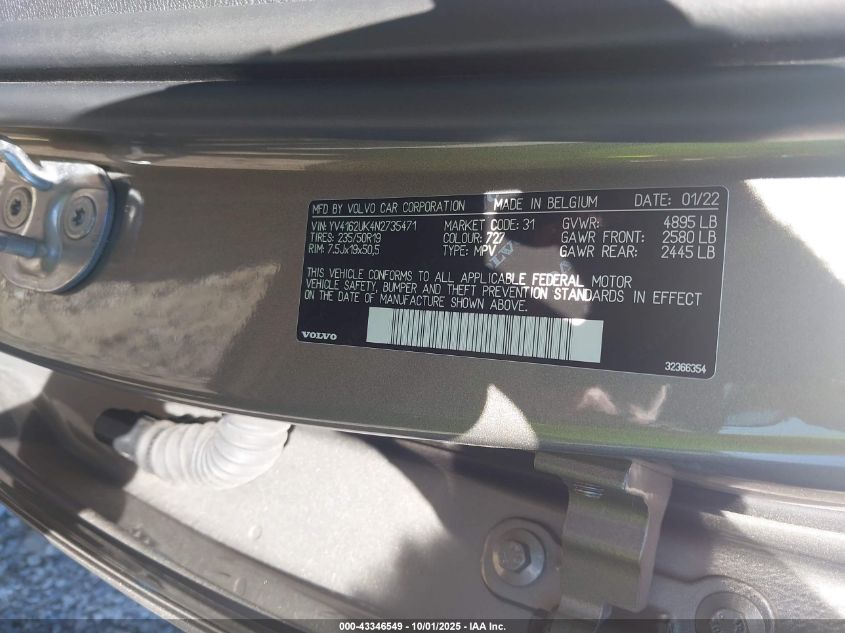 MFD BY VOLVO CAR CORPORATION MADE IN BELGIUM DATE: 01/22
VIN: YV4162UK4N2735471 MARKET CODE: 31 GVWR: 4895 LB
TIRES: 235/50R19 COLOUR: 727 GAWR FRONT: 2580 LB
RIM: 7.5Jx19x50,5 TYPE: MPV GAWR REAR: 2445 LB
THIS VEHICLE CONFORMS TO ALL APPLICABLE FEDERAL MOTOR
VEHICLE SAFETY, BUMPER AND THEFT PREVENTION STANDARDS IN EFFECT
ON THE DATE OF MANUFACTURE SHOWN ABOVE.
VOLVO
32366354
000-43346549 - 10/01/2025 - IAA Inc.